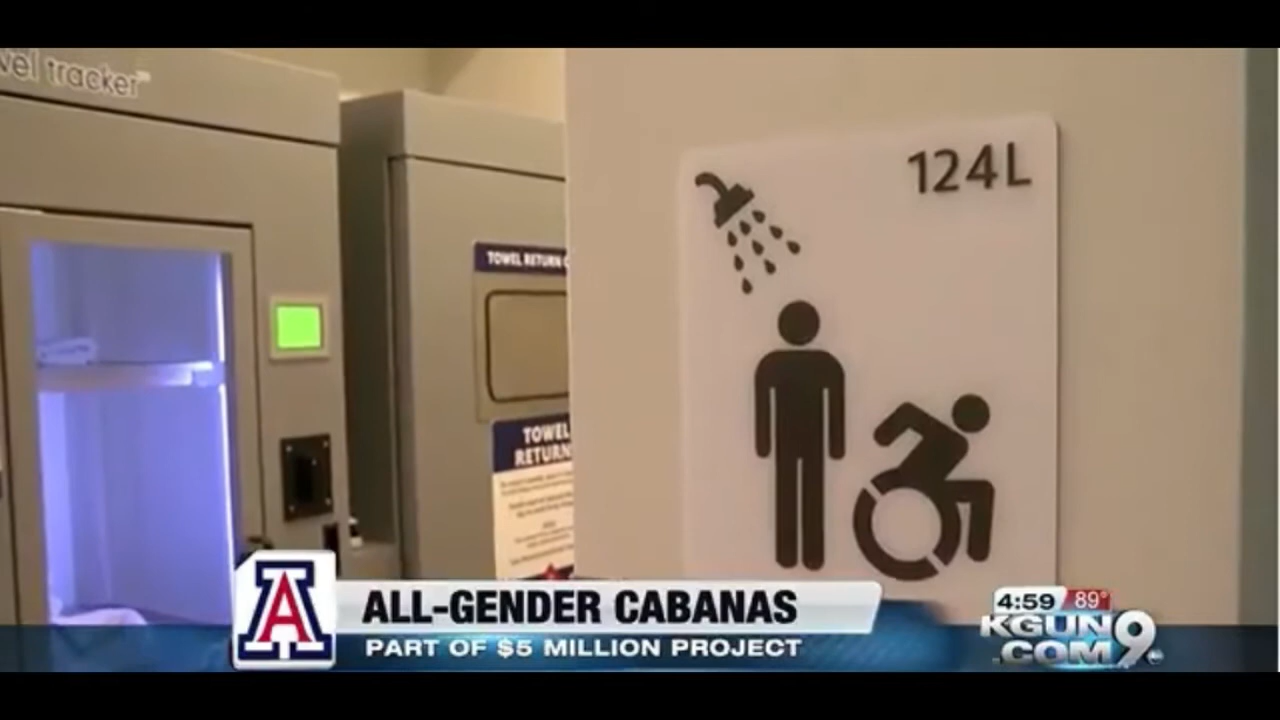 tracker
124L
TOWEL RETURN
TOWEL
RETURN
A
ALL-GENDER CABANAS
PART OF $5 MILLION PROJECT
4:59 89°
KGUN9
.COM